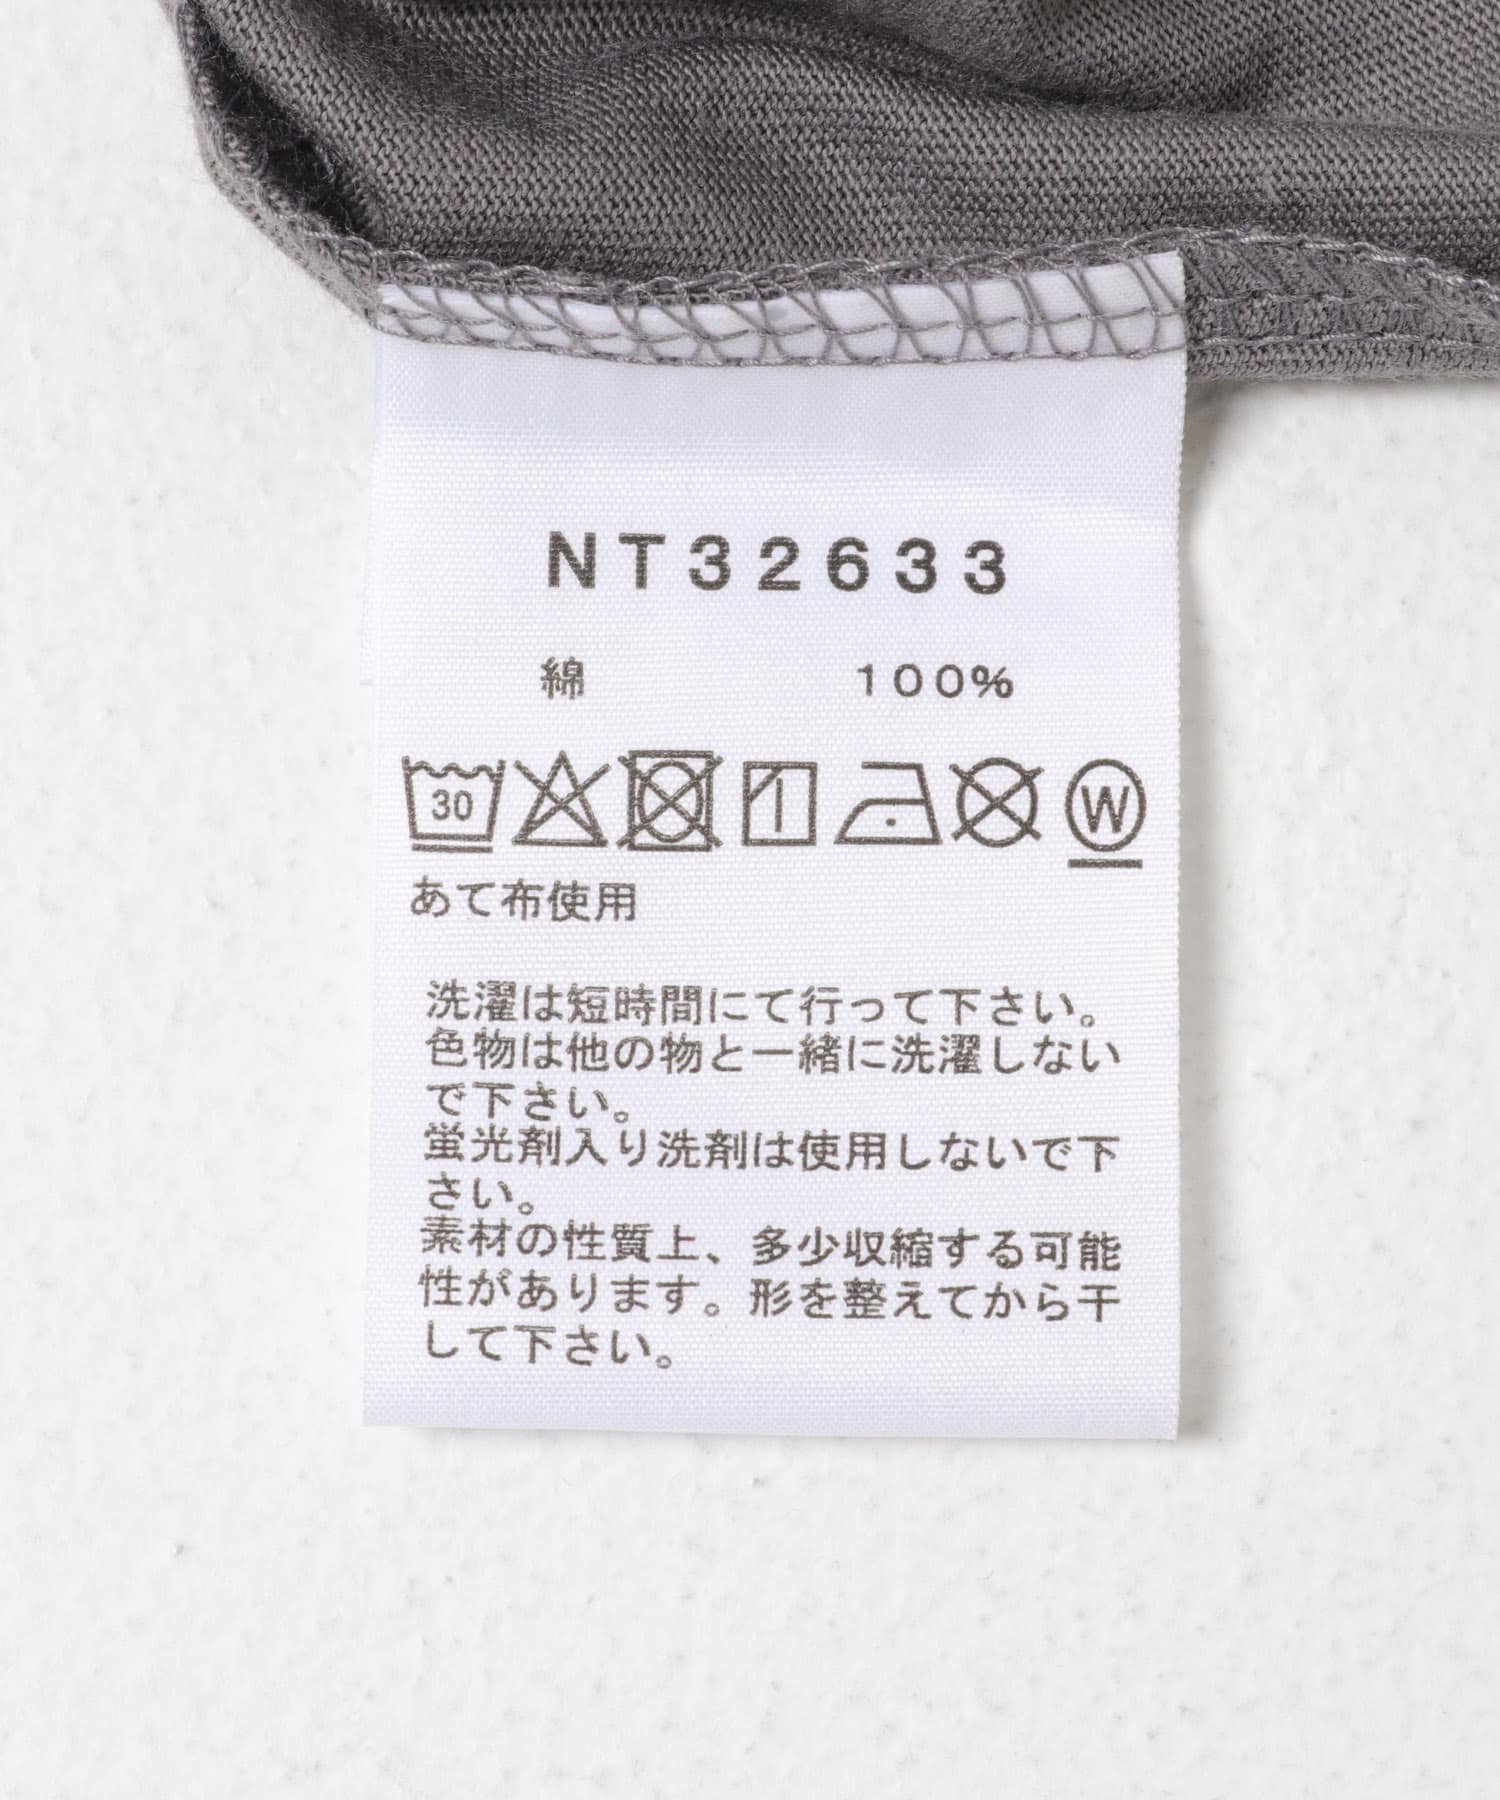 NT32633
綿 100%
30 W
あて布使用
洗濯は短時間にて行って下さい。
色物は他の物と一緒に洗濯しない
で下さい。
蛍光剤入り洗剤は使用しないで下
さい。
素材の性質上、多少収縮する可能
性があります。形を整えてから干
して下さい。